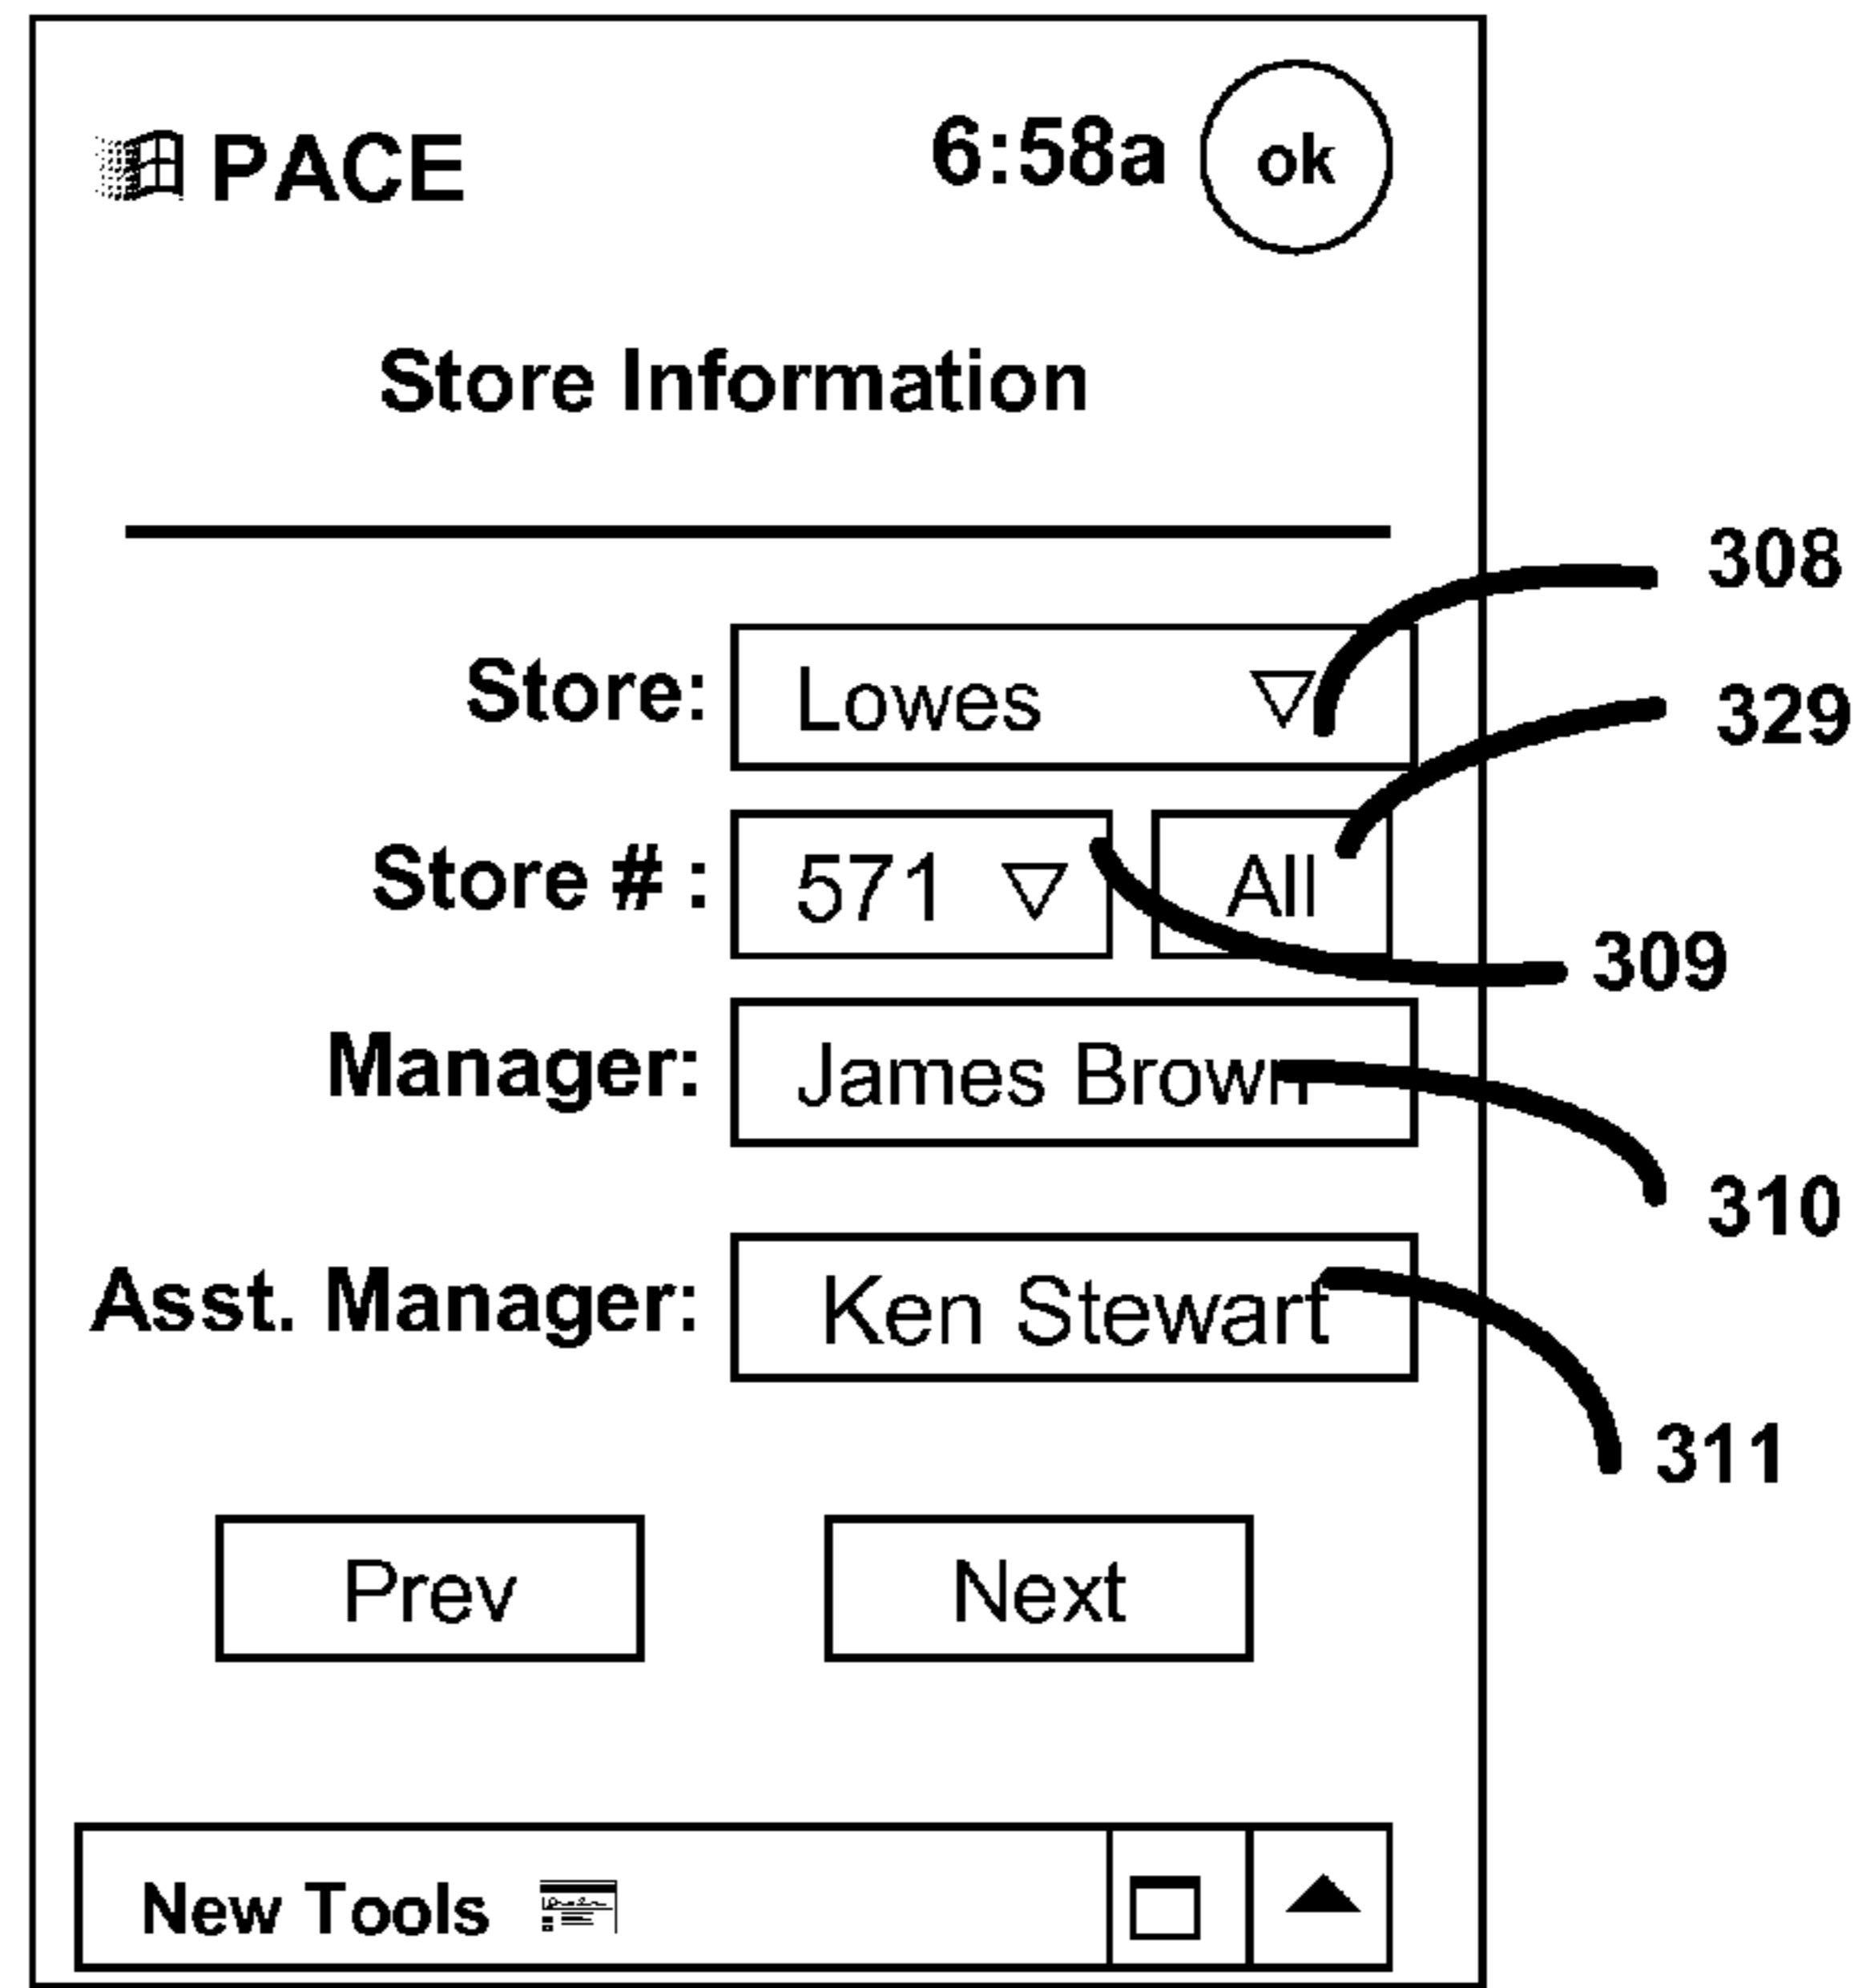 PACE 6:58a ok
Store Information
308
Store: Lowes
329
Store # : 571 All
309
Manager: James Brown
310
Asst. Manager: Ken Stewart
311
Prev Next
New Tools